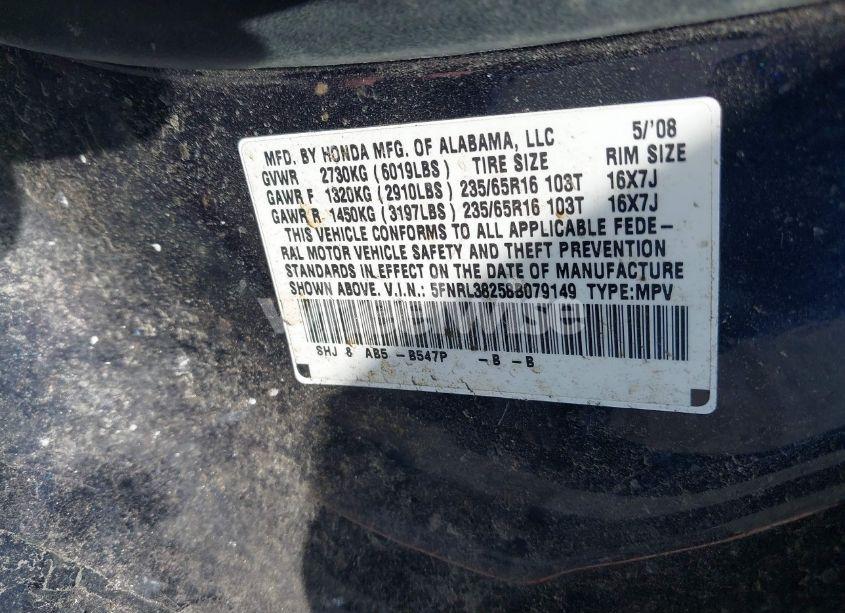 MFD. BY HONDA MFG. OF ALABAMA, LLC 5/'08
GVWR 2730KG (6019LBS) TIRE SIZE RIM SIZE
GAWR F 1320KG (2910LBS) 235/65R16 103T 16X7J
GAWR R 1450KG (3197LBS) 235/65R16 103T 16X7J
THIS VEHICLE CONFORMS TO ALL APPLICABLE FEDE-
RAL MOTOR VEHICLE SAFETY AND THEFT PREVENTION
STANDARDS IN EFFECT ON THE DATE OF MANUFACTURE
SHOWN ABOVE. V.I.N.: 5FNRL38258B079149 TYPE:MPV
SHJ 8 AB5 -B547P -B -B